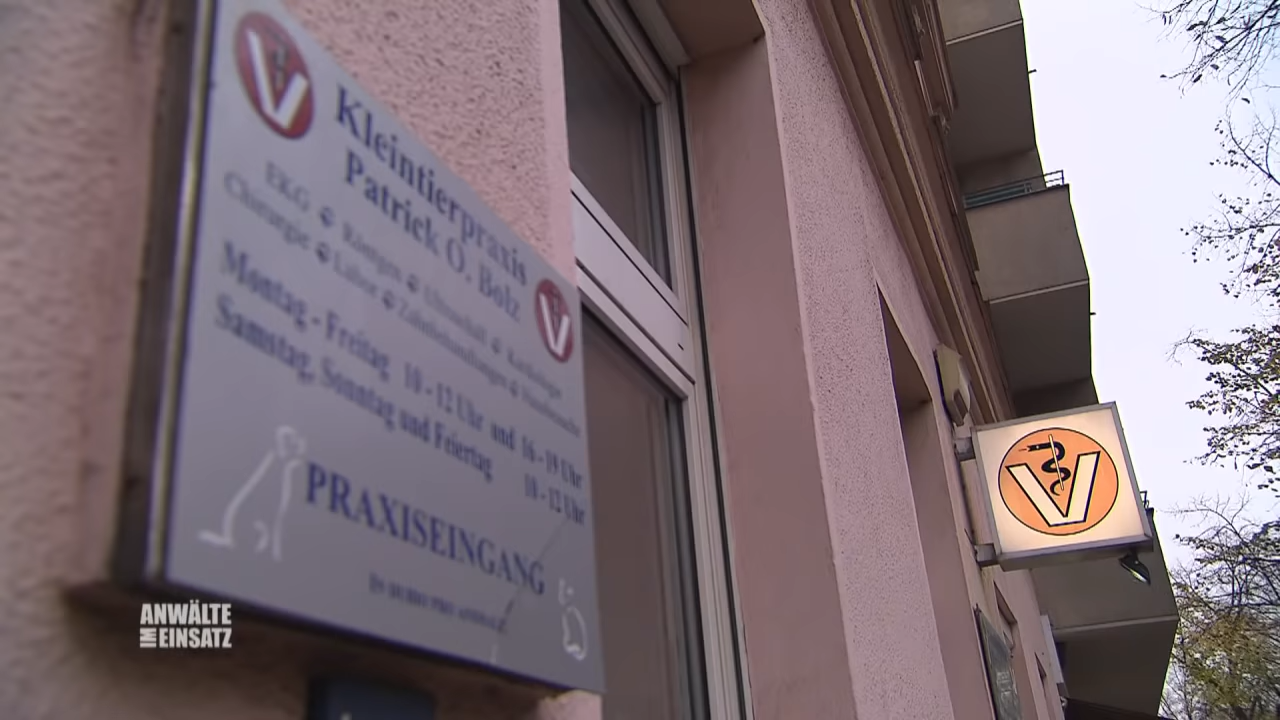 V
Kleintierpraxis
Patrick O. Bolz
EKG Röntgen Ultraschall Kardiologie
Chirurgie Labor Zahnbehandlungen Hausbesuche
V
Montag - Freitag 10 - 12 Uhr und 16 - 19 Uhr
Samstag, Sonntag und Feiertag 10 - 12 Uhr
PRAXISEINGANG
V
ANWÄLTE
IM EINSATZ